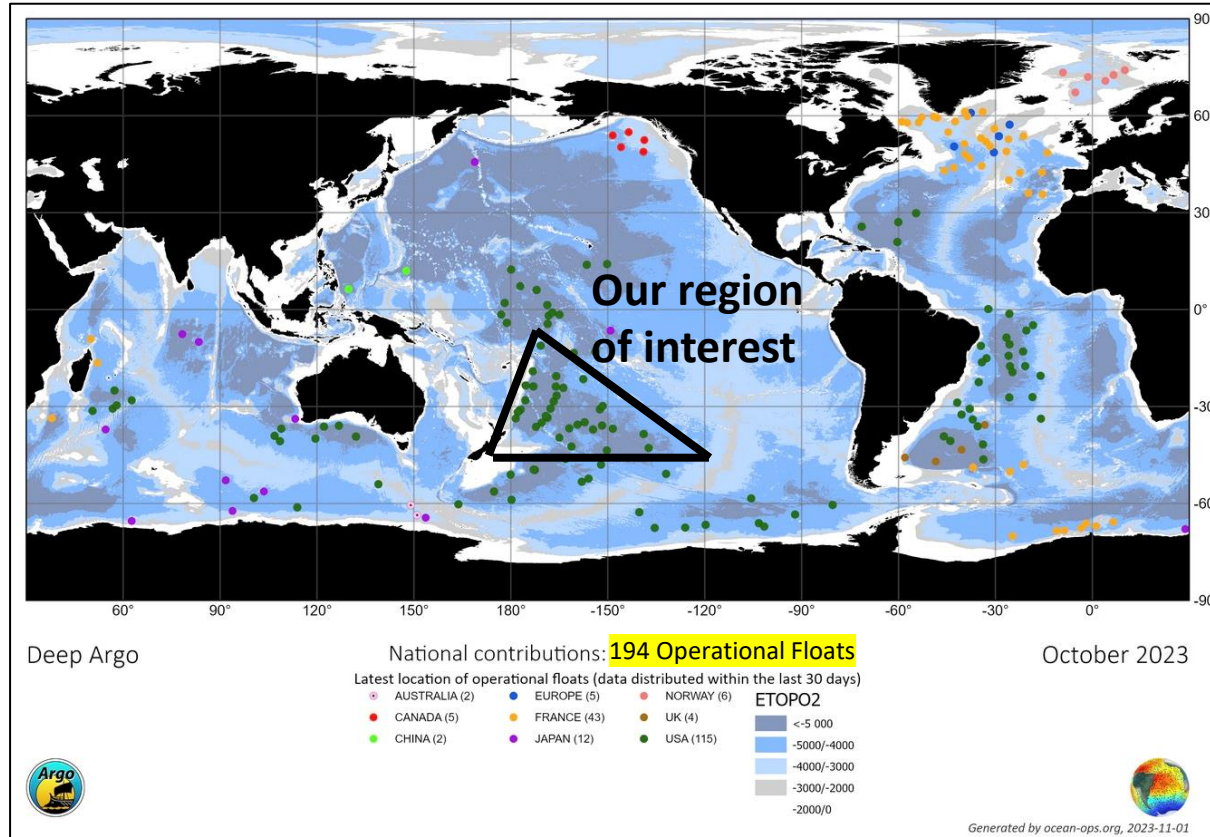 90
60
30
0°
-30
-60
-90
Our region
of interest
60° 90° 120° 150° 180° -150° -120° -90° -60° -30° 0°
Deep Argo
National contributions: 194 Operational Floats
October 2023
Latest location of operational floats (data distributed within the last 30 days)
AUSTRALIA (2) EUROPE (5) NORWAY (6)
CANADA (5) FRANCE (43) UK (4)
CHINA (2) JAPAN (12) USA (115)
ETOPO2
<-5 000
-5000/-4000
-4000/-3000
-3000/-2000
-2000/0
Argo
Generated by ocean-ops.org, 2023-11-01